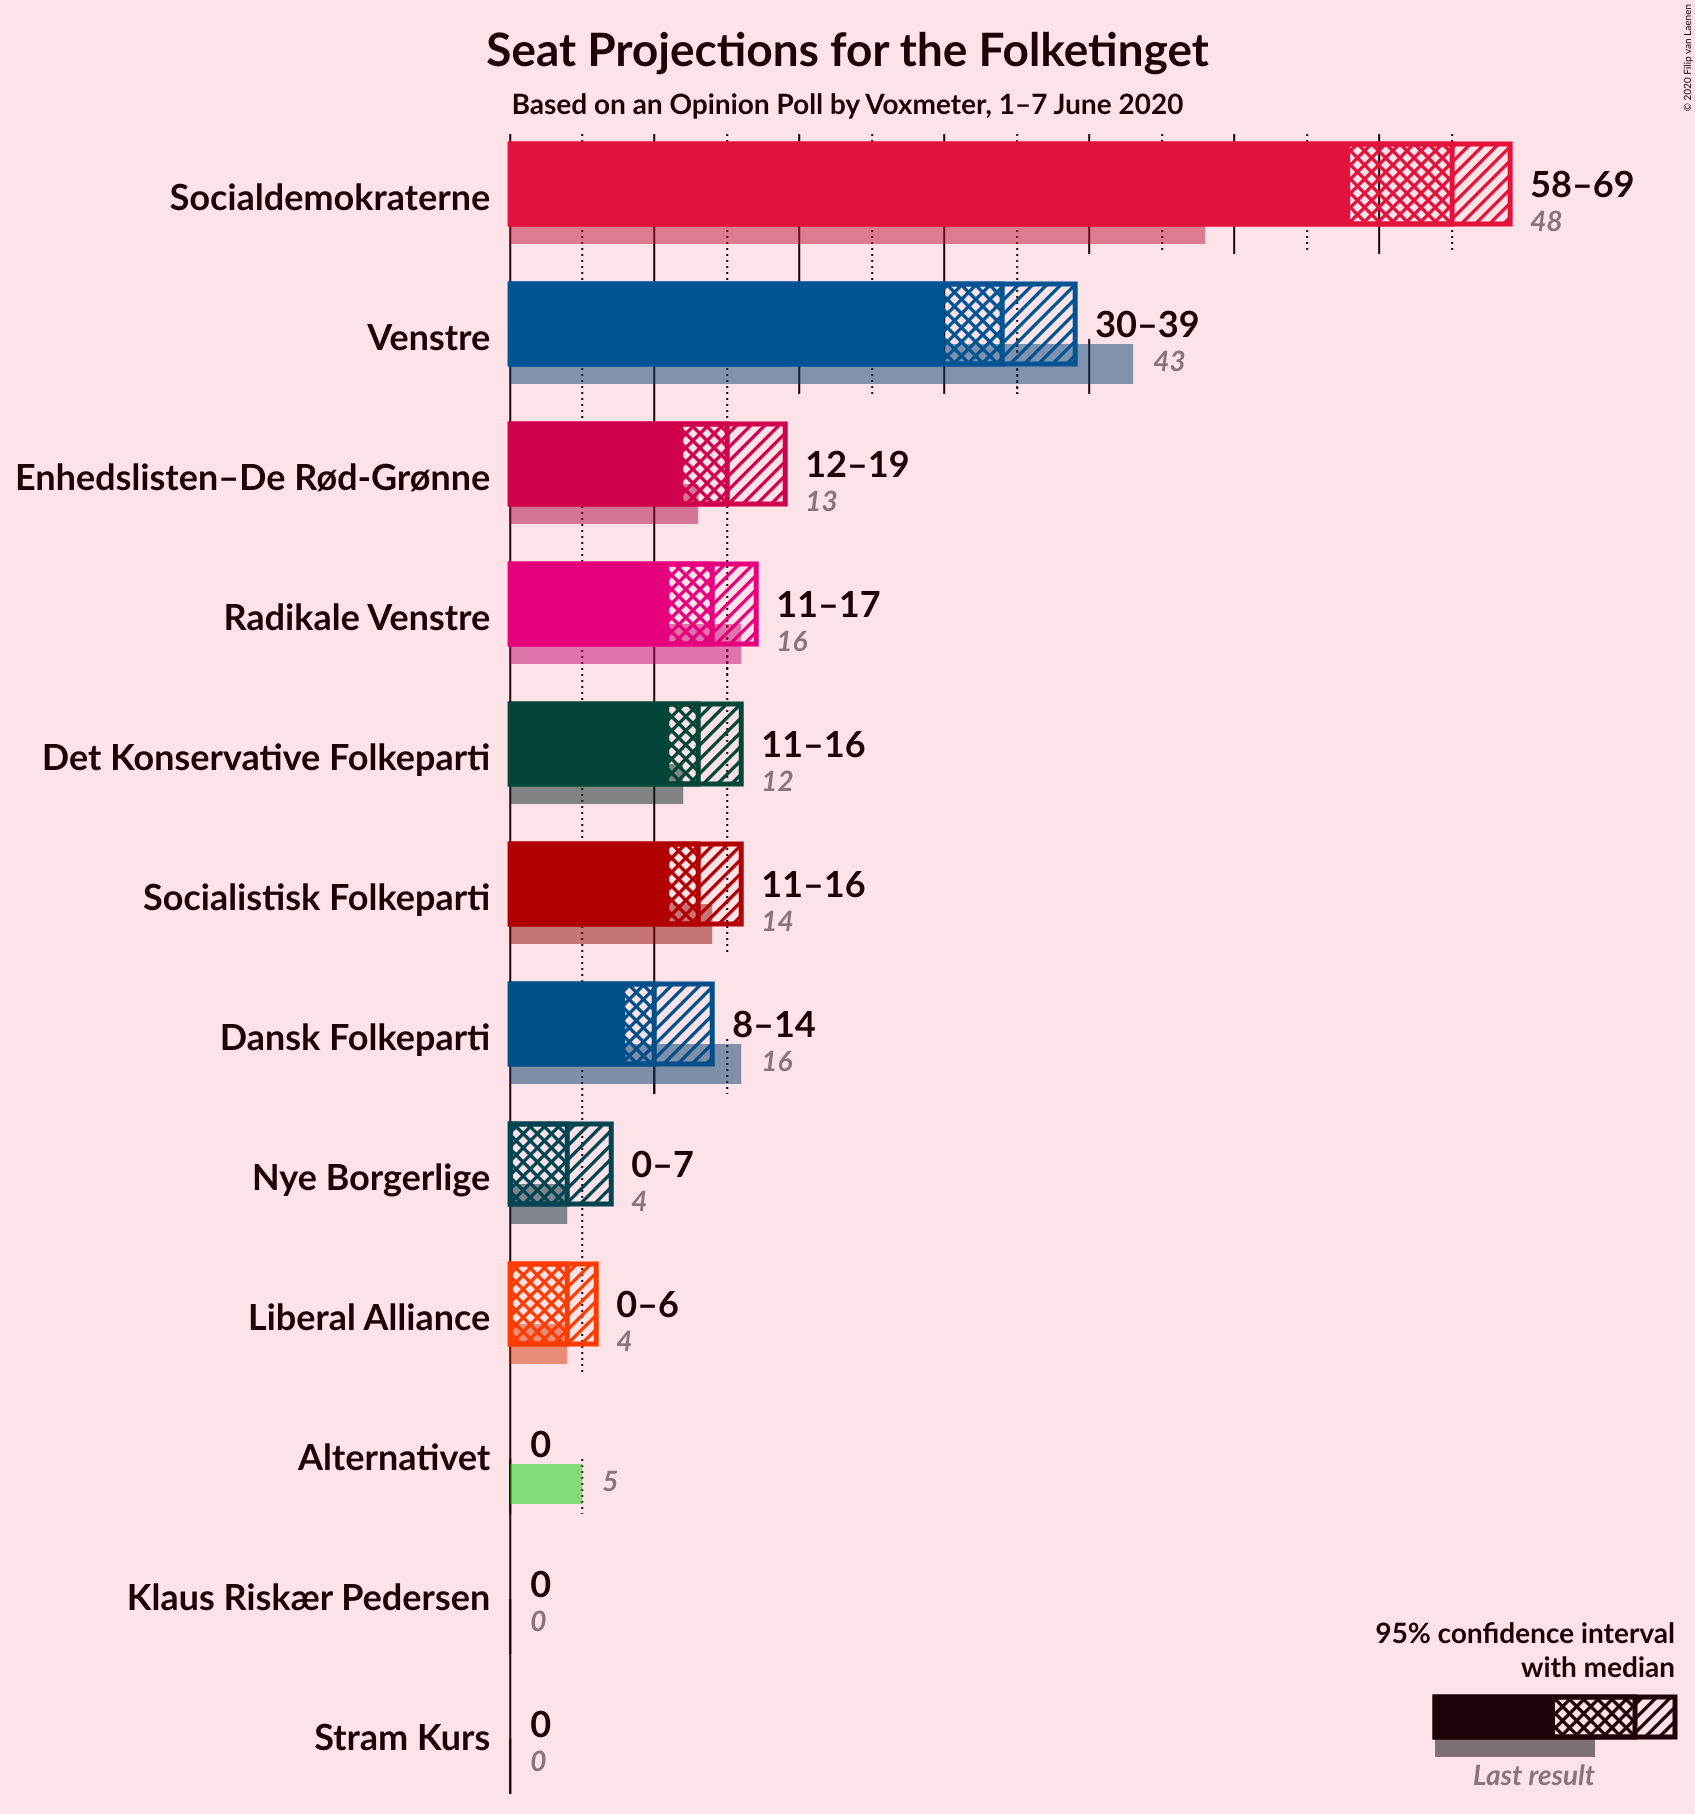 Seat Projections for the Folketinget
Based on an Opinion Poll by Voxmeter, 1–7 June 2020
© 2020 Filip van Laenen
Socialdemokraterne
58–69
48
Venstre
30–39
43
Enhedslisten–De Rød-Grønne
12–19
13
Radikale Venstre
11–17
16
Det Konservative Folkeparti
11–16
12
Socialistisk Folkeparti
11–16
14
Dansk Folkeparti
8–14
16
Nye Borgerlige
0–7
4
Liberal Alliance
0–6
4
Alternativet
0
5
Klaus Riskær Pedersen
0
0
Stram Kurs
0
0
95% confidence interval
with median
Last result